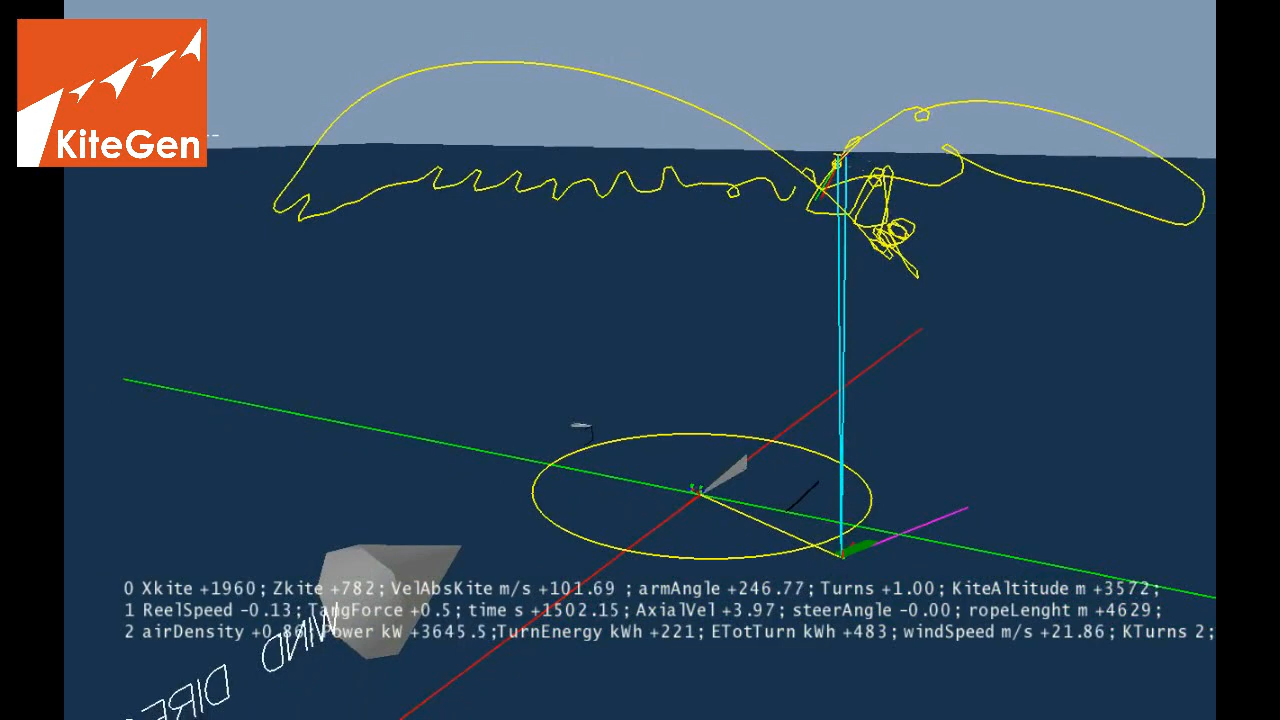 KiteGen
0 Xkite +1960; Zkite +782; VelAbsKite m/s +101.69 ; armAngle +246.77; Turns +1.00; KiteAltitude m +3572;
1 ReelSpeed -0.13; TangForce +0.5; time s +1502.15; AxialVel +3.97; steerAngle -0.00; ropeLenght m +4629;
2 airDensity +0.86; Power kW +3645.5;TurnEnergy kWh +221; ETotTurn kWh +483; windSpeed m/s +21.86; KTurns 2;
WIND DIRE